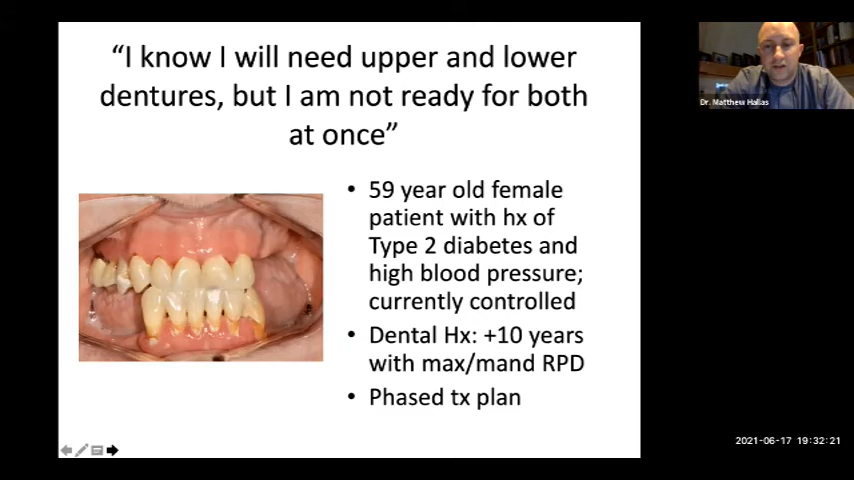 “I know I will need upper and lower
dentures, but I am not ready for both
at once”
• 59 year old female
patient with hx of
Type 2 diabetes and
high blood pressure;
currently controlled
• Dental Hx: +10 years
with max/mand RPD
• Phased tx plan
Dr. Matthew Hallas
2021-06-17 19:32:21